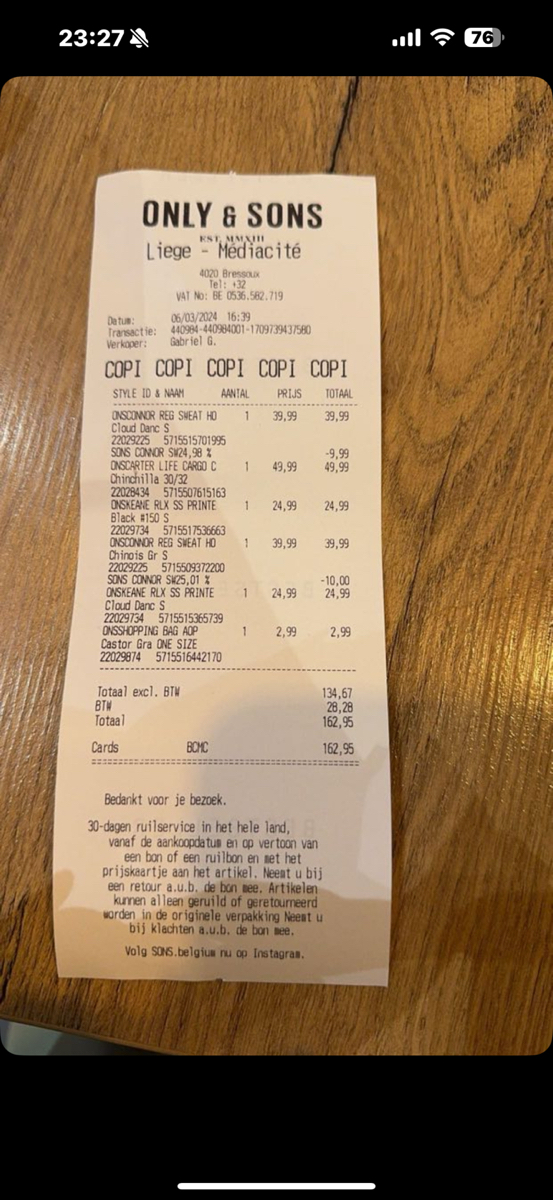 23:27
76
ONLY & SONS
EST. MMXIII
Liege - Médiacité
4020 Bressoux
Tel: +32
VAT No: BE 0536.582.719
Datum: 06/03/2024 16:39
Transactie: 440984-440984001-1709739437580
Verkoper: Gabriel G.
COPI COPI COPI COPI COPI
STYLE ID & NAAM AANTAL PRIJS TOTAAL
ONSCONNOR REG SWEAT HO 1 39,99 39,99
Cloud Danc S
22029225 5715515701995
SONS CONNOR SW24,98 % -9,99
ONSCARTER LIFE CARGO C 1 49,99 49,99
Chinchilla 30/32
22028434 5715507615163
ONSKEANE RLX SS PRINTE 1 24,99 24,99
Black #150 S
22029734 5715517536663
ONSCONNOR REG SWEAT HO 1 39,99 39,99
Chinois Gr S
22029225 5715509372200
SONS CONNOR SW25,01 % -10,00
ONSKEANE RLX SS PRINTE 1 24,99 24,99
Cloud Danc S
22029734 5715515365739
ONSSHOPPING BAG AOP 1 2,99 2,99
Castor Gra ONE SIZE
22029874 5715516442170
Totaal excl. BTW 134,67
BTW 28,28
Totaal 162,95
Cards BCMC 162,95
Bedankt voor je bezoek.
30-dagen ruilservice in het hele land,
vanaf de aankoopdatum en op vertoon van
een bon of een ruilbon en met het
prijskaartje aan het artikel. Neemt u bij
een retour a.u.b. de bon mee. Artikelen
kunnen alleen geruild of geretourneerd
worden in de originele verpakking Neemt u
bij klachten a.u.b. de bon mee.
Volg SONS.belgium nu op Instagram.